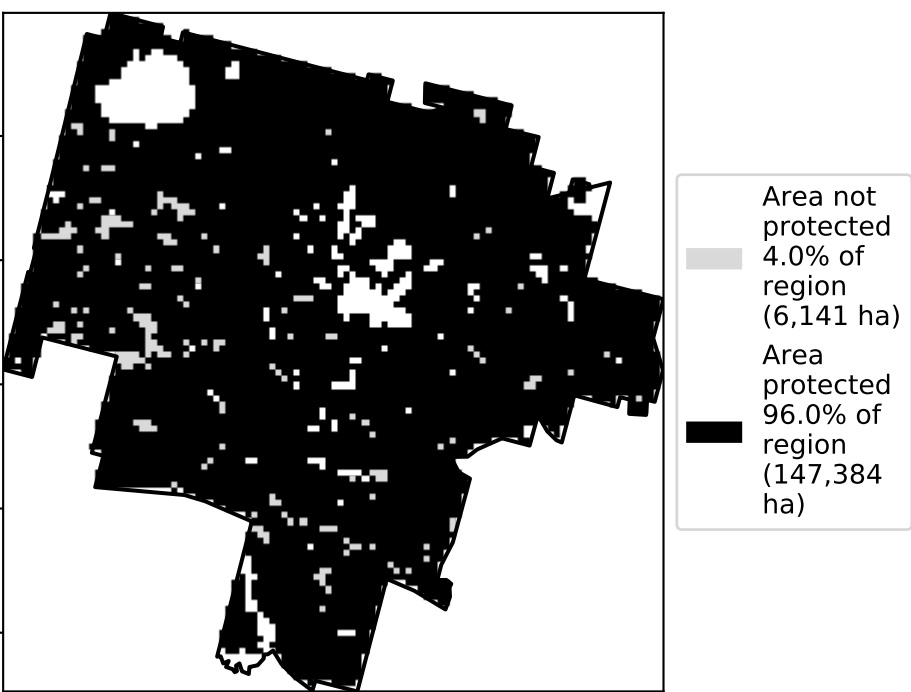 Area not
protected
4.0% of
region
(6,141 ha)
Area
protected
96.0% of
region
(147,384
ha)